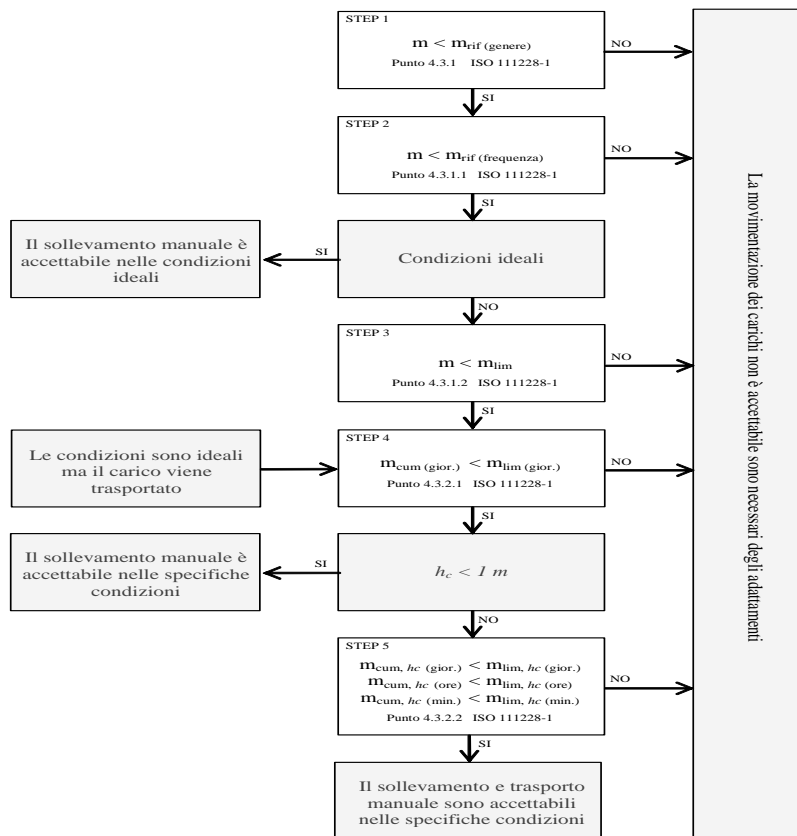 STEP 1
m < mrif (genere)
Punto 4.3.1 ISO 111228-1
NO
SI
STEP 2
m < mrif (frequenza)
Punto 4.3.1.1 ISO 111228-1
NO
SI
Il sollevamento manuale è
accettabile nelle condizioni
ideali
SI
Condizioni ideali
NO
STEP 3
m < mlim
Punto 4.3.1.2 ISO 111228-1
NO
SI
Le condizioni sono ideali
ma il carico viene
trasportato
STEP 4
mcum (gior.) < mlim (gior.)
Punto 4.3.2.1 ISO 111228-1
NO
SI
Il sollevamento manuale è
accettabile nelle specifiche
condizioni
SI
hc < 1 m
NO
STEP 5
mcum, hc (gior.) < mlim, hc (gior.)
mcum, hc (ore) < mlim, hc (ore)
mcum, hc (min.) < mlim, hc (min.)
Punto 4.3.2.2 ISO 111228-1
NO
SI
Il sollevamento e trasporto
manuale sono accettabili
nelle specifiche condizioni
La movimentazione dei carichi non è accettabile sono necessari degli adattamenti